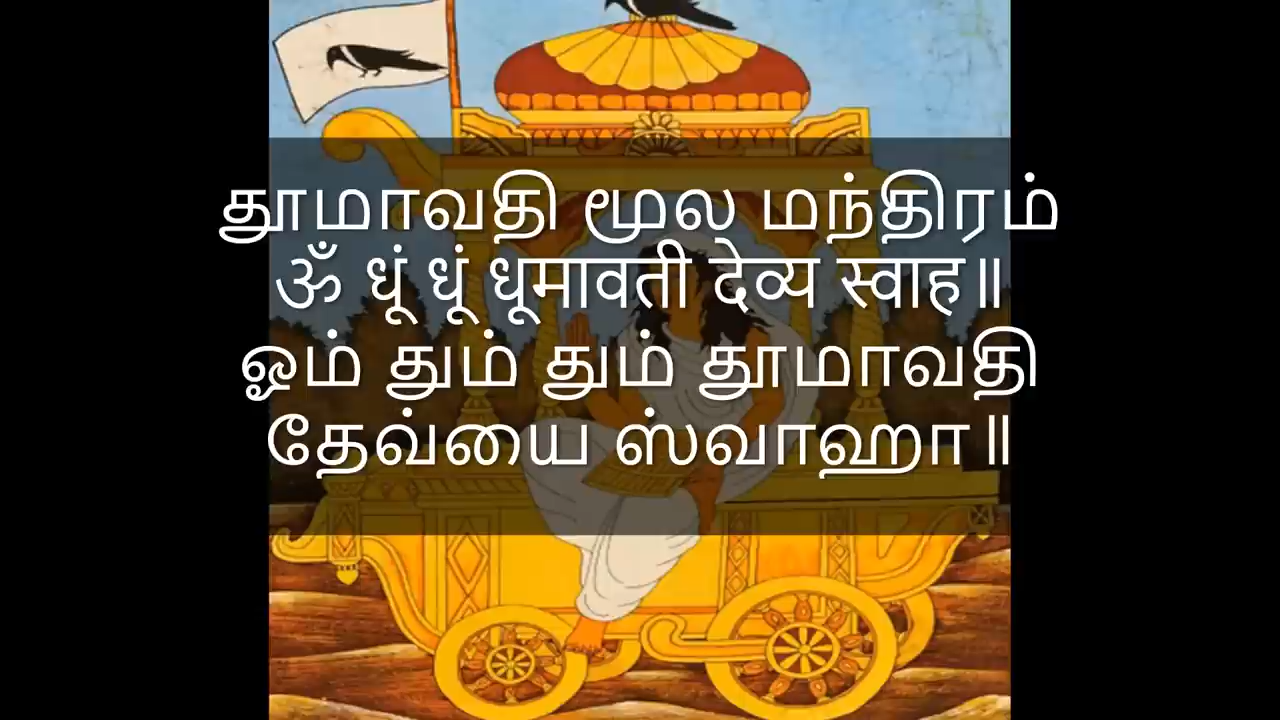 தூமாவதி மூல மந்திரம்
ॐ धूं धूं धूमावती देव्य स्वाह॥
ஓம் தும் தும் தூமாவதி
தேவ்யை ஸ்வாஹா॥